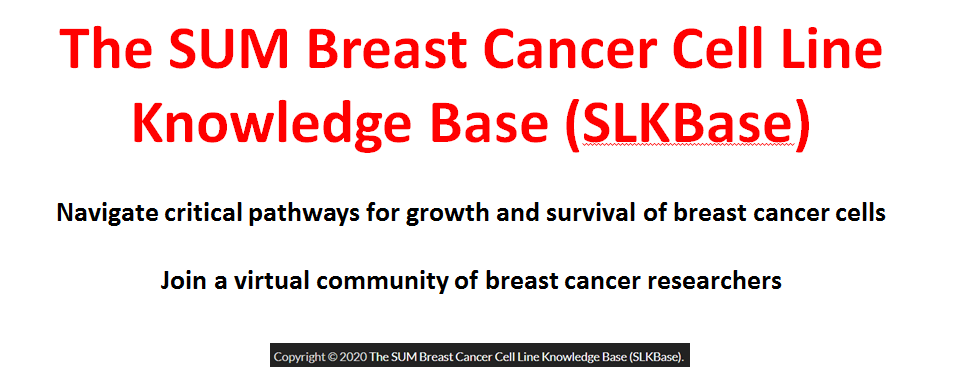 The SUM Breast Cancer Cell Line
Knowledge Base (SLKBase)
Navigate critical pathways for growth and survival of breast cancer cells
Join a virtual community of breast cancer researchers
Copyright © 2020 The SUM Breast Cancer Cell Line Knowledge Base (SLKBase).